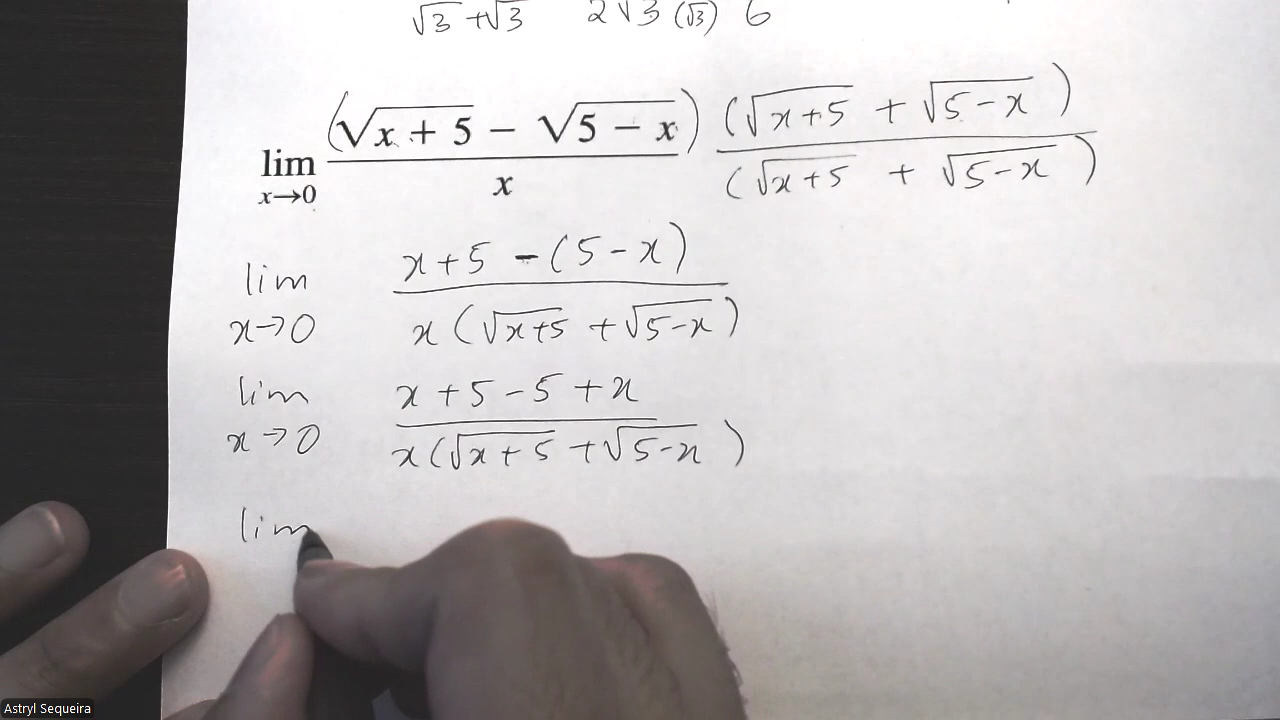 √3 + √3 2√3 (√3) 6
lim x→0 (√x + 5 − √5 − x) / x (√x+5 + √5−x) / (√x+5 + √5−x)
lim x→0 x+5 −(5−x) / x(√x+5 + √5−x)
lim x→0 x+5−5+x / x(√x+5 + √5−x)
lim
Astryl Sequeira